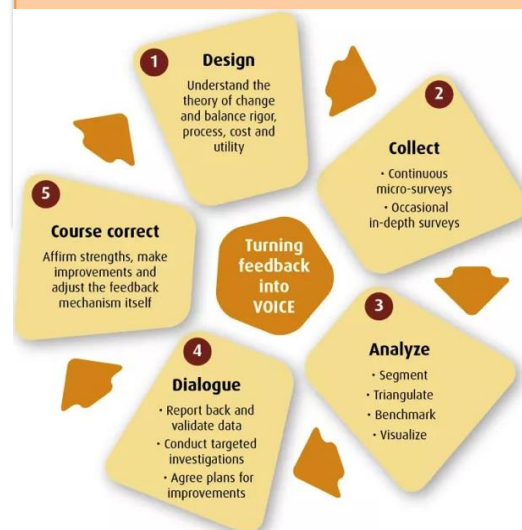 1
Design
Understand the
theory of change
and balance rigor,
process, cost and
utility
2
Collect
· Continuous
micro-surveys
· Occasional
in-depth surveys
3
Analyze
· Segment
· Triangulate
· Benchmark
· Visualize
4
Dialogue
· Report back and
validate data
· Conduct targeted
investigations
· Agree plans for
improvements
5
Course correct
Affirm strengths, make
improvements and
adjust the feedback
mechanism itself
Turning
feedback
into
VOICE